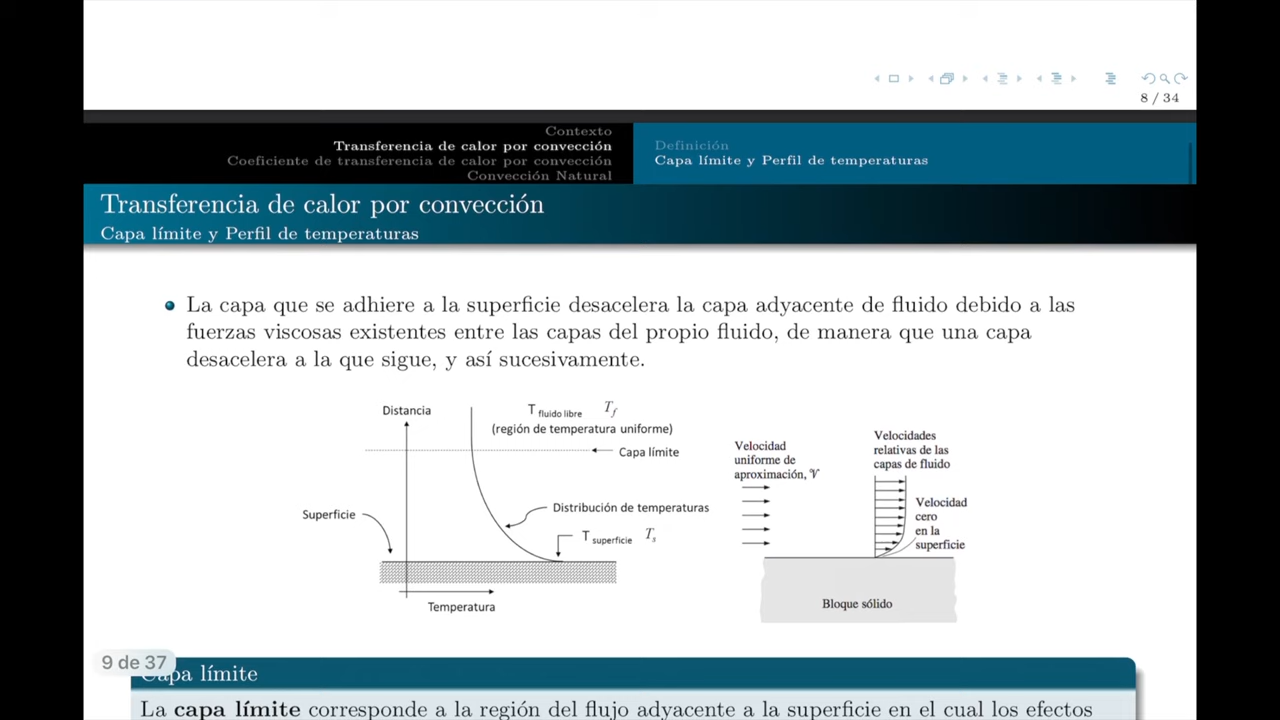 8 / 34
Contexto
Transferencia de calor por convección
Coeficiente de transferencia de calor por convección
Convección Natural
Definición
Capa límite y Perfil de temperaturas
Transferencia de calor por convección
Capa límite y Perfil de temperaturas
La capa que se adhiere a la superficie desacelera la capa adyacente de fluido debido a las
fuerzas viscosas existentes entre las capas del propio fluido, de manera que una capa
desacelera a la que sigue, y así sucesivamente.
Distancia
T fluido libre T_f
(región de temperatura uniforme)
Capa límite
Distribución de temperaturas
Superficie
T superficie T_s
Temperatura
Velocidad
uniforme de
aproximación, 𝒱
Velocidades
relativas de las
capas de fluido
Velocidad
cero
en la
superficie
Bloque sólido
9 de 37
Capa límite
La capa límite corresponde a la región del flujo adyacente a la superficie en el cual los efectos